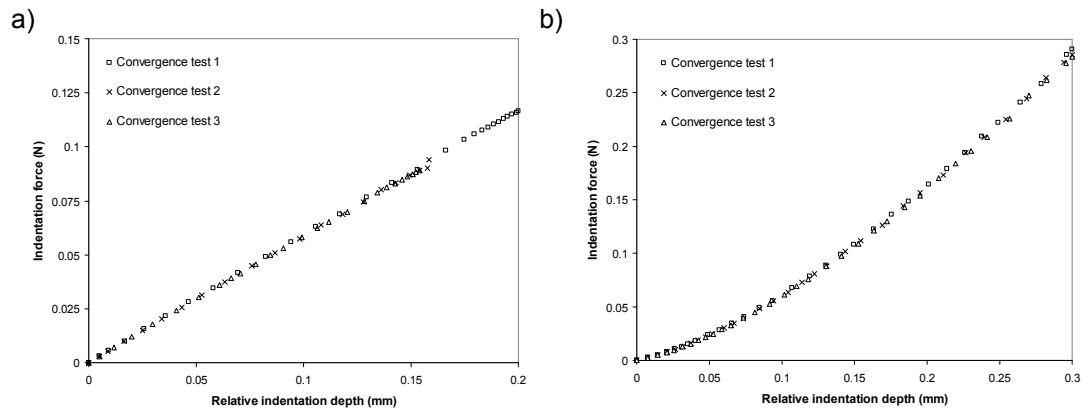 a)
0.15
0.125
0.1
0.075
0.05
0.025
0
Indentation force (N)
Convergence test 1
Convergence test 2
Convergence test 3
0
0.05
0.1
0.15
0.2
Relative indentation depth (mm)
b)
0.3
0.25
0.2
0.15
0.1
0.05
0
Indentation force (N)
Convergence test 1
Convergence test 2
Convergence test 3
0
0.05
0.1
0.15
0.2
0.25
0.3
Relative indentation depth (mm)